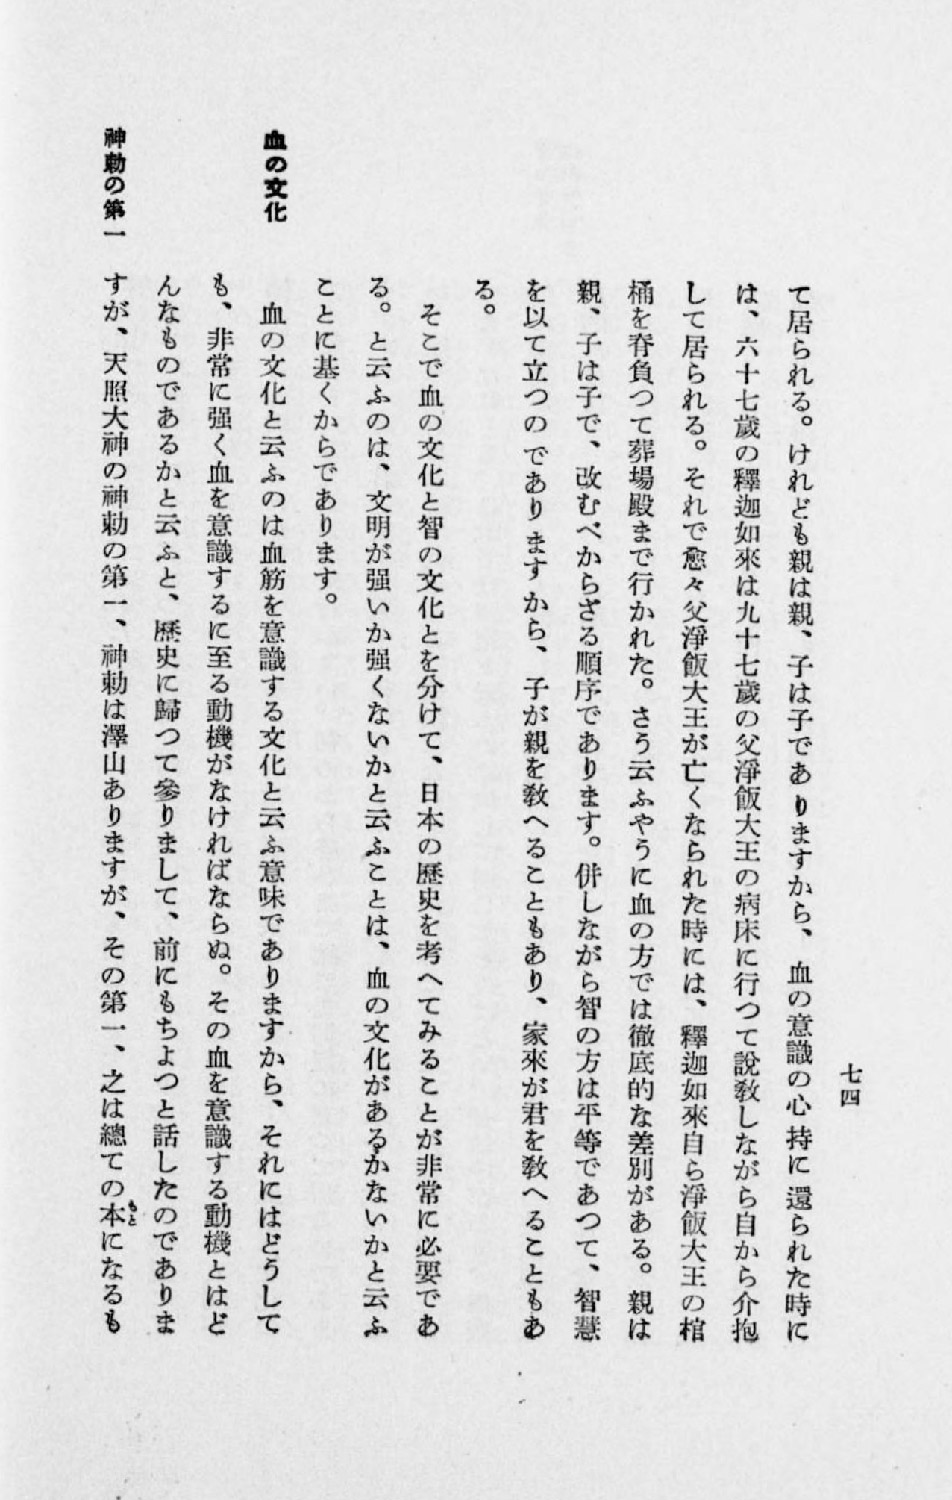 七四
て居られる。けれども親は親、子は子でありますから、血の意識の心持に還られた時に
は、六十七歳の釋迦如來は九十七歳の父淨飯大王の病床に行つて說敎しながら自から介抱
して居られる。それで愈々父淨飯大王が亡くなられた時には、釋迦如來自ら淨飯大王の棺
桶を脊負つて葬場殿まで行かれた。さう云ふやうに血の方では徹底的な差別がある。親は
親、子は子で、改むべからざる順序であります。併しながら智の方は平等であつて、智慧
を以て立つのでありますから、子が親を敎へることもあり、家來が君を敎へることもあ
る。
そこで血の文化と智の文化とを分けて、日本の歷史を考へてみることが非常に必要であ
る。と云ふのは、文明が强いか强くないかと云ふことは、血の文化があるかないかと云ふ
ことに基くからであります。
血の文化
血の文化と云ふのは血筋を意識する文化と云ふ意味でありますから、それにはどうして
も、非常に强く血を意識するに至る動機がなければならぬ。その血を意識する動機とはど
んなものであるかと云ふと、歷史に歸つて參りまして、前にもちよつと話したのでありま
神勅の第一
すが、天照大神の神勅の第一、神勅は澤山ありますが、その第一、之は總ての本になるも
もと